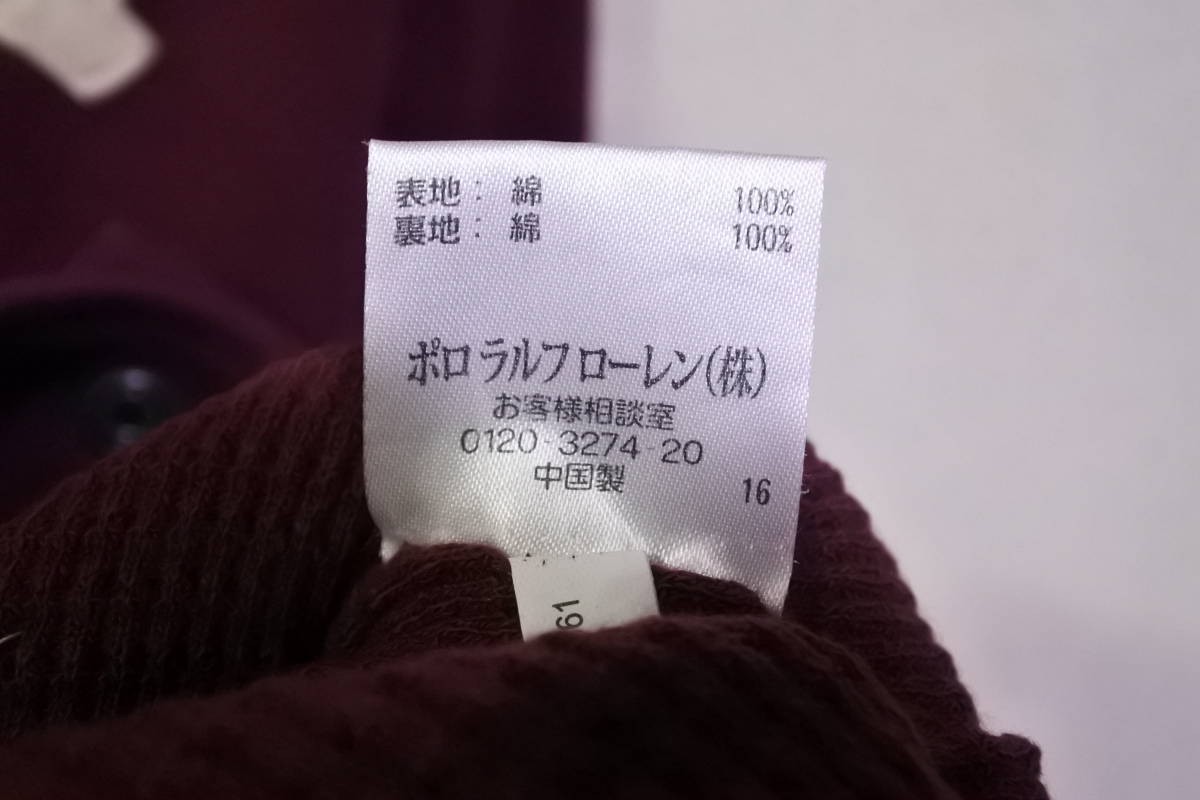 表地： 綿 100%
裏地： 綿 100%
ポロ ラルフ ローレン(株)
お客様相談室
0120-3274-20
中国製 16
61